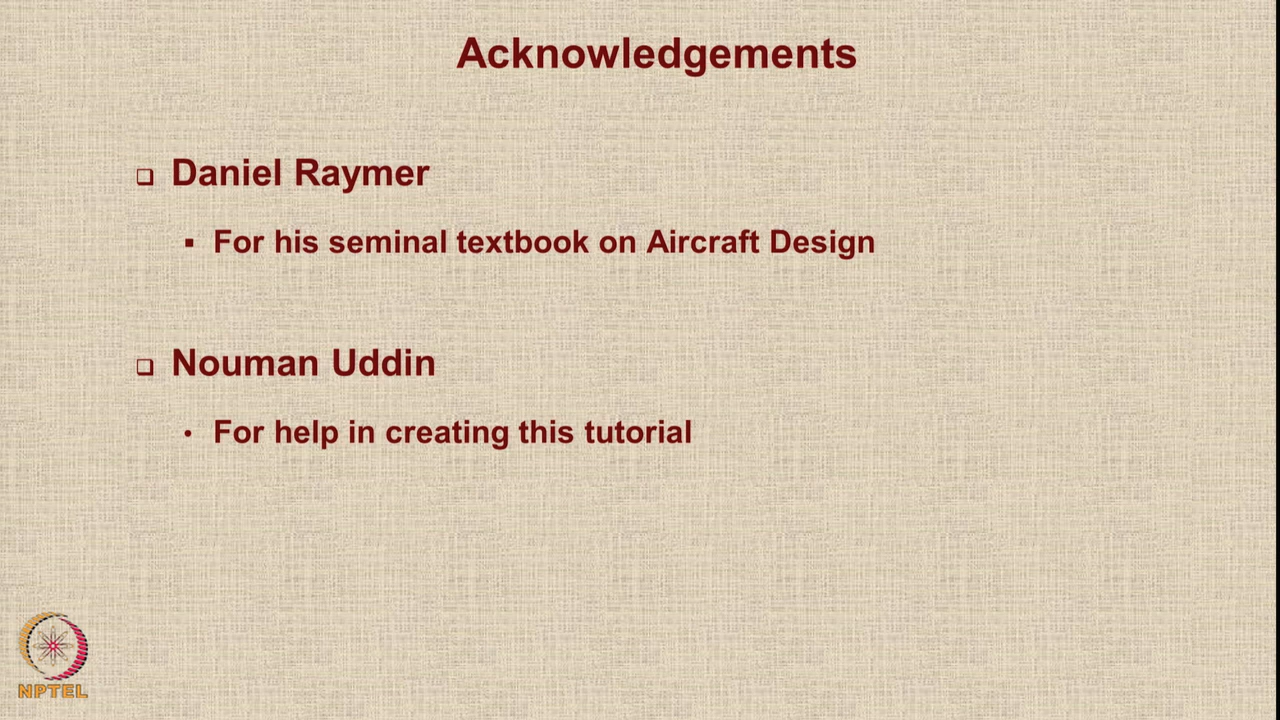 Acknowledgements
❑ Daniel Raymer
▪ For his seminal textbook on Aircraft Design
❑ Nouman Uddin
• For help in creating this tutorial
NPTEL